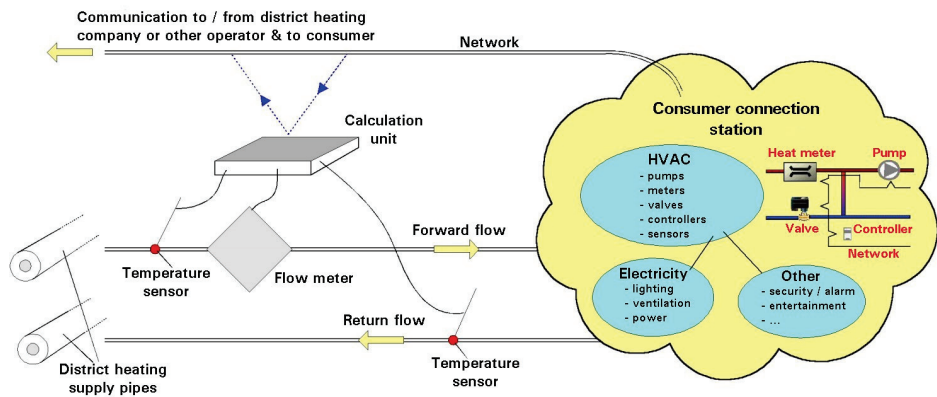 Communication to / from district heating
company or other operator & to consumer
Network
Calculation
unit
Consumer connection
station
HVAC
- pumps
- meters
- valves
- controllers
- sensors
Heat meter
Pump
Valve
Controller
Network
Forward flow
Temperature
sensor
Flow meter
Electricity
- lighting
- ventilation
- power
Other
- security / alarm
- entertainment
- ...
Return flow
Temperature
sensor
District heating
supply pipes